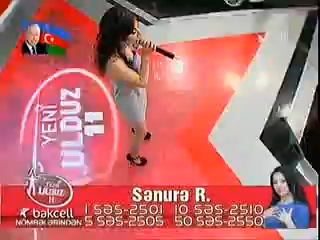 YENİ
ULDUZ
11
Yeni
ULDUZ
11
Sənurə R.
bakcell
NÖMRƏLƏRİNDƏN
1 SƏS-2501 10 SƏS-2510
5 SƏS-2505 50 SƏS-2550